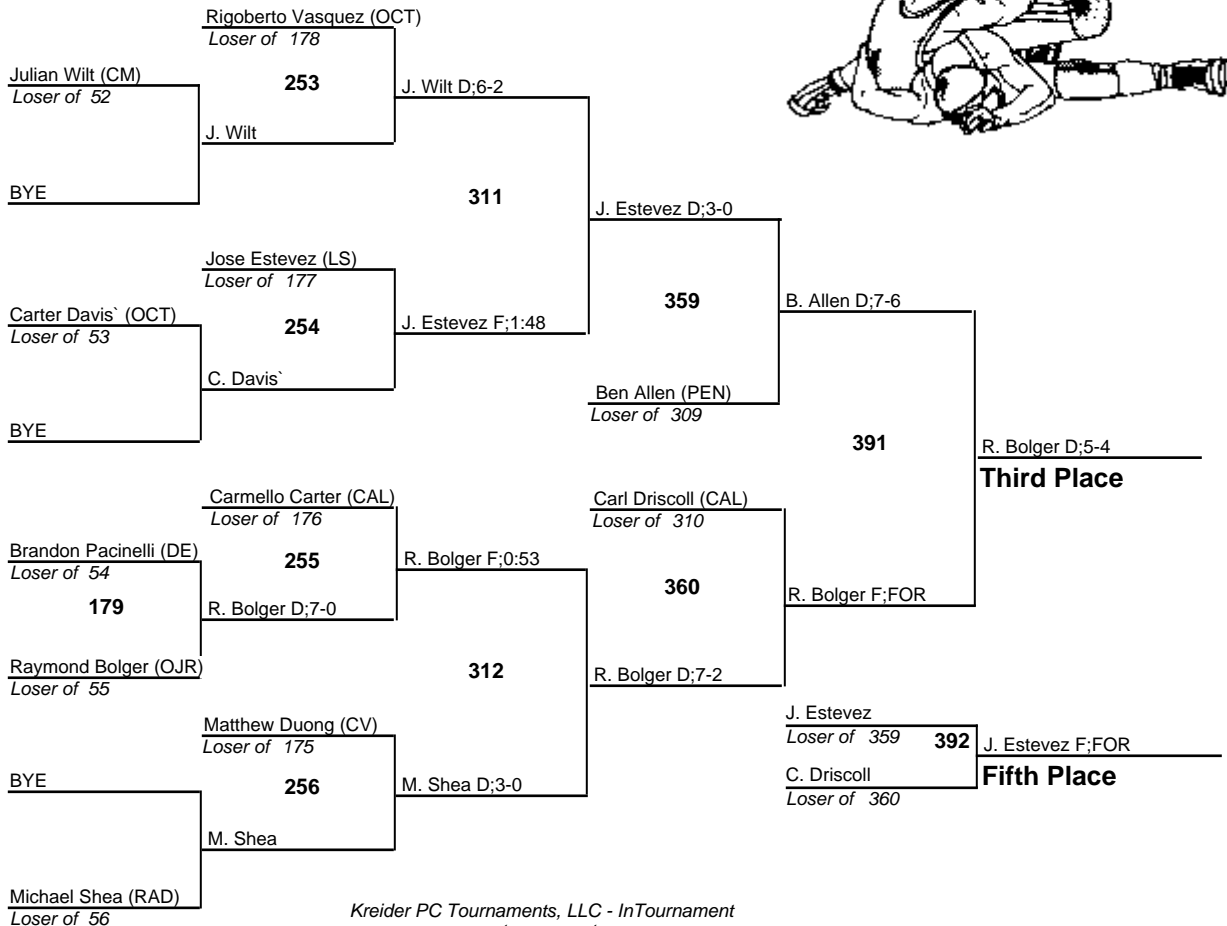 Rigoberto Vasquez (OCT)
Loser of 178
Julian Wilt (CM)
Loser of 52
253
J. Wilt D;6-2
J. Wilt
BYE
311
J. Estevez D;3-0
Jose Estevez (LS)
Loser of 177
Carter Davis` (OCT)
Loser of 53
254
J. Estevez F;1:48
359
B. Allen D;7-6
C. Davis`
Ben Allen (PEN)
Loser of 309
BYE
391
R. Bolger D;5-4
Third Place
Carmello Carter (CAL)
Loser of 176
Carl Driscoll (CAL)
Loser of 310
Brandon Pacinelli (DE)
Loser of 54
255
R. Bolger F;0:53
179
R. Bolger D;7-0
360
R. Bolger F;FOR
Raymond Bolger (OJR)
Loser of 55
312
R. Bolger D;7-2
Matthew Duong (CV)
Loser of 175
J. Estevez
Loser of 359
392
J. Estevez F;FOR
Fifth Place
C. Driscoll
Loser of 360
BYE
256
M. Shea D;3-0
M. Shea
Michael Shea (RAD)
Loser of 56
Kreider PC Tournaments, LLC - InTournament